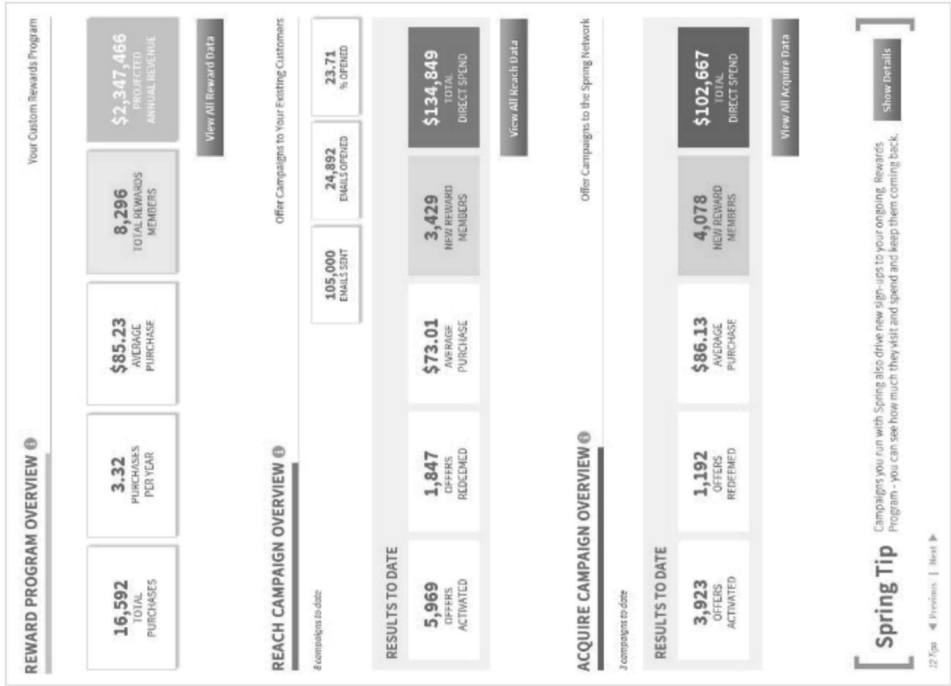 REWARD PROGRAM OVERVIEW
Your Custom Rewards Program
16,592
TOTAL
PURCHASES
3.32
PURCHASES
PER YEAR
$85.23
AVERAGE
PURCHASE
8,296
TOTAL REWARDS
MEMBERS
$2,347,466
PROJECTED
ANNUAL REVENUE
View All Reward Data
REACH CAMPAIGN OVERVIEW
Offer Campaigns to Your Existing Customers
8 campaigns to date
105,000
EMAILS SENT
24,892
EMAILS OPENED
23.71
% OPENED
RESULTS TO DATE
5,969
OFFERS
ACTIVATED
1,847
OFFERS
REDEEMED
$73.01
AVERAGE
PURCHASE
3,429
NEW REWARD
MEMBERS
$134,849
TOTAL
DIRECT SPEND
View All Reach Data
ACQUIRE CAMPAIGN OVERVIEW
Offer Campaigns to the Spring Network
3 campaigns to date
RESULTS TO DATE
3,923
OFFERS
ACTIVATED
1,192
OFFERS
REDEEMED
$86.13
AVERAGE
PURCHASE
4,078
NEW REWARD
MEMBERS
$102,667
TOTAL
DIRECT SPEND
View All Acquire Data
Spring Tip
Campaigns you run with Spring also drive new sign-ups to your ongoing Rewards
Program - you can see how much they visit and spend and keep them coming back.
Show Details
12 Tips ◀ Previous | Next ▶